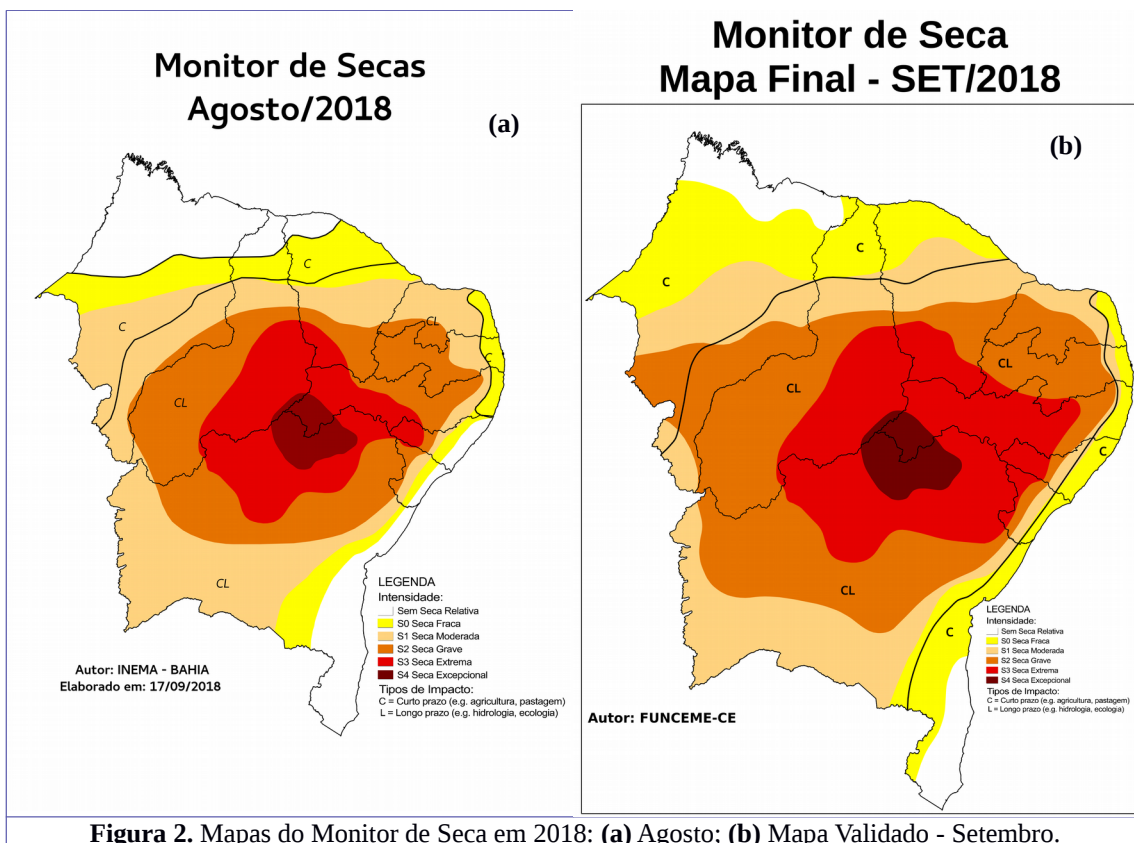 Monitor de Secas
Agosto/2018
(a)
C
C
CL
C
CL
CL
LEGENDA
Intensidade:
Sem Seca Relativa
S0 Seca Fraca
S1 Seca Moderada
S2 Seca Grave
S3 Seca Extrema
S4 Seca Excepcional
Tipos de Impacto:
C = Curto prazo (e.g. agricultura, pastagem)
L = Longo prazo (e.g. hidrologia, ecologia)
Autor: INEMA - BAHIA
Elaborado em: 17/09/2018
Monitor de Seca
Mapa Final - SET/2018
(b)
C
C
CL
CL
C
CL
C
LEGENDA
Intensidade:
Sem Seca Relativa
S0 Seca Fraca
S1 Seca Moderada
S2 Seca Grave
S3 Seca Extrema
S4 Seca Excepcional
Tipos de Impacto:
C = Curto prazo (e.g. agricultura, pastagem)
L = Longo prazo (e.g. hidrologia, ecologia)
Autor: FUNCEME-CE
Figura 2. Mapas do Monitor de Seca em 2018: (a) Agosto; (b) Mapa Validado - Setembro.